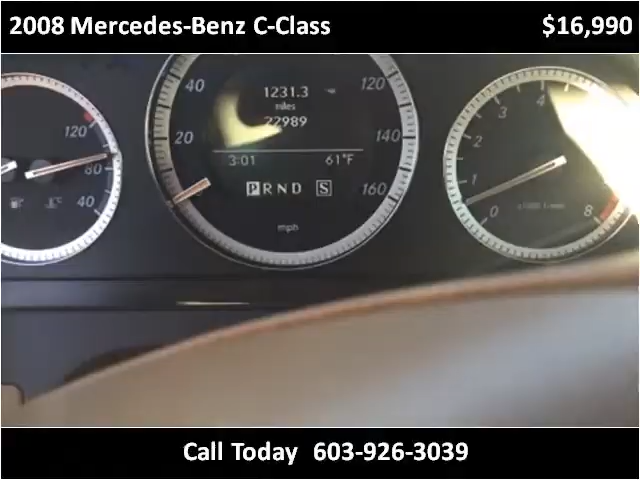 2008 Mercedes-Benz C-Class $16,990
40 1231.3 120
miles
22989
20 140
3:01 61°F
P R N D S 160
mph
120
80
40
4
3
2
1
0 8
Call Today 603-926-3039